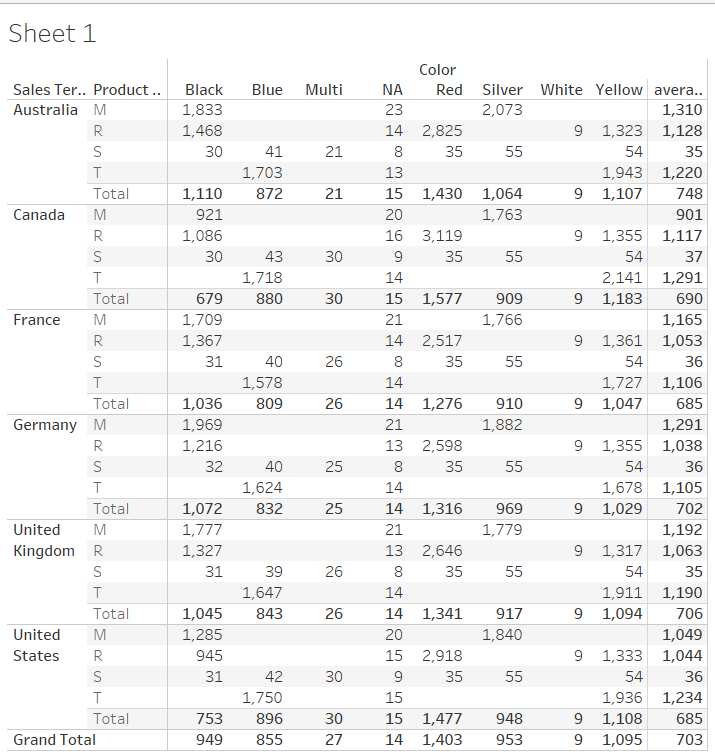 Sheet 1
Color
Sales Ter.. Product .. Black Blue Multi NA Red Silver White Yellow avera..
Australia M 1,833 23 2,073 1,310
R 1,468 14 2,825 9 1,323 1,128
S 30 41 21 8 35 55 54 35
T 1,703 13 1,943 1,220
Total 1,110 872 21 15 1,430 1,064 9 1,107 748
Canada M 921 20 1,763 901
R 1,086 16 3,119 9 1,355 1,117
S 30 43 30 9 35 55 54 37
T 1,718 14 2,141 1,291
Total 679 880 30 15 1,577 909 9 1,183 690
France M 1,709 21 1,766 1,165
R 1,367 14 2,517 9 1,361 1,053
S 31 40 26 8 35 55 54 36
T 1,578 14 1,727 1,106
Total 1,036 809 26 14 1,276 910 9 1,047 685
Germany M 1,969 21 1,882 1,291
R 1,216 13 2,598 9 1,355 1,038
S 32 40 25 8 35 55 54 36
T 1,624 14 1,678 1,105
Total 1,072 832 25 14 1,316 969 9 1,029 702
United M 1,777 21 1,779 1,192
Kingdom R 1,327 13 2,646 9 1,317 1,063
S 31 39 26 8 35 55 54 35
T 1,647 14 1,911 1,190
Total 1,045 843 26 14 1,341 917 9 1,094 706
United M 1,285 20 1,840 1,049
States R 945 15 2,918 9 1,333 1,044
S 31 42 30 9 35 55 54 36
T 1,750 15 1,936 1,234
Total 753 896 30 15 1,477 948 9 1,108 685
Grand Total 949 855 27 14 1,403 953 9 1,095 703